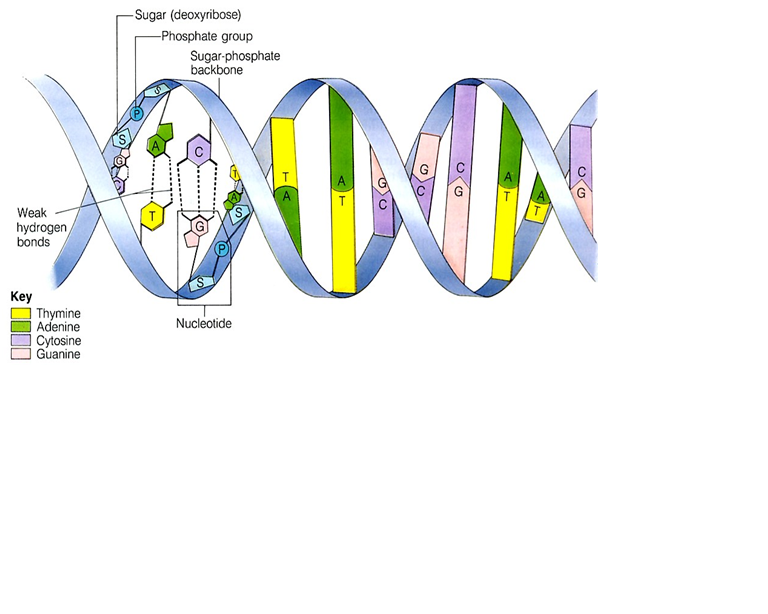 Sugar (deoxyribose)
Phosphate group
Sugar-phosphate
backbone
S
P
S
G
C
A
T
C
G
T
A
S
P
S
T
A
A
T
G
C
G
C
C
G
A
T
A
T
C
G
Weak
hydrogen
bonds
Nucleotide
Key
Thymine
Adenine
Cytosine
Guanine